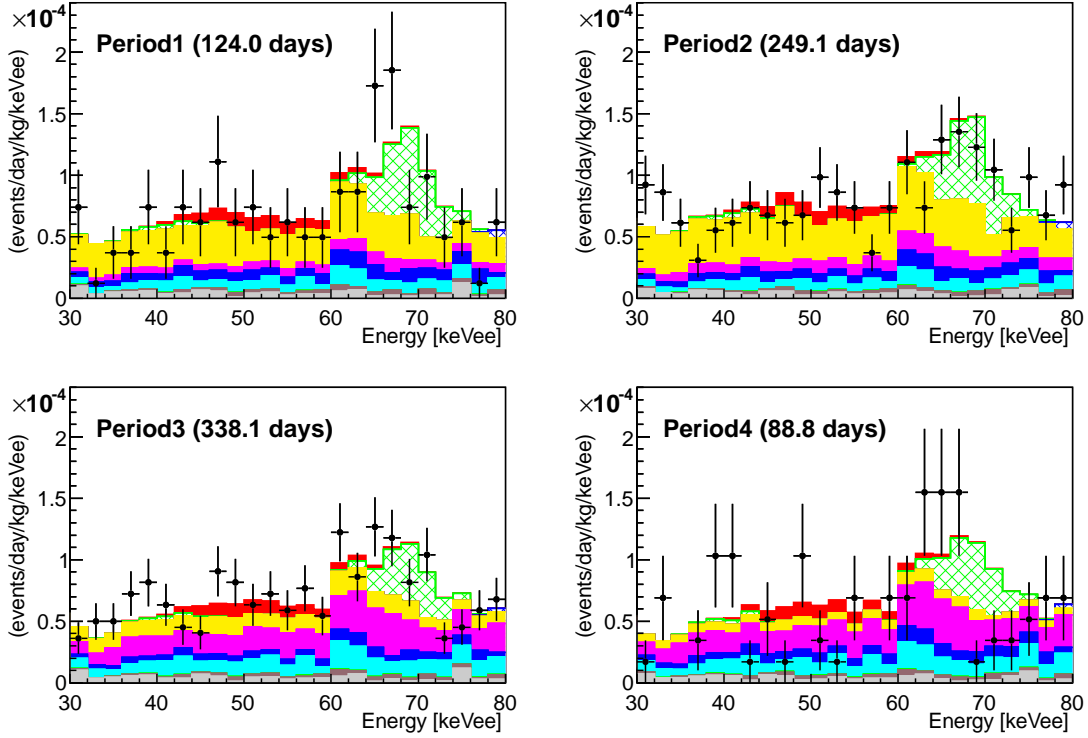 ×10⁻⁴
Period1 (124.0 days)
(events/day/kg/keVee)
2
1.5
1
0.5
0
30 40 50 60 70 80
Energy [keVee]
×10⁻⁴
Period2 (249.1 days)
(events/day/kg/keVee)
2
1.5
1
0.5
0
30 40 50 60 70 80
Energy [keVee]
×10⁻⁴
Period3 (338.1 days)
(events/day/kg/keVee)
2
1.5
1
0.5
0
30 40 50 60 70 80
Energy [keVee]
×10⁻⁴
Period4 (88.8 days)
(events/day/kg/keVee)
2
1.5
1
0.5
0
30 40 50 60 70 80
Energy [keVee]